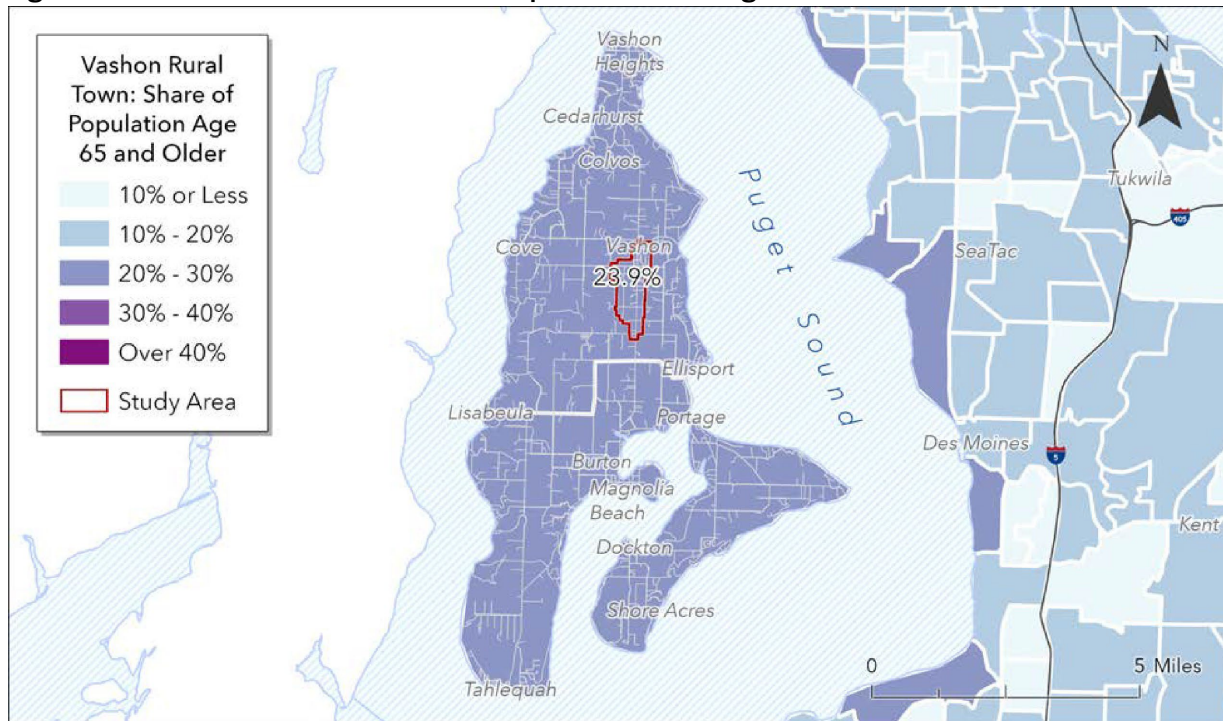 Vashon Rural
Town: Share of
Population Age
65 and Older
10% or Less
10% - 20%
20% - 30%
30% - 40%
Over 40%
Study Area
Vashon
Heights
Cedarhurst
Colvos
Cove
Vashon
23.9%
Ellisport
Lisabeula
Portage
Burton
Magnolia
Beach
Dockton
Shore Acres
Tahlequah
Puget Sound
N
Tukwila
405
SeaTac
Des Moines
5
Kent
0 5 Miles